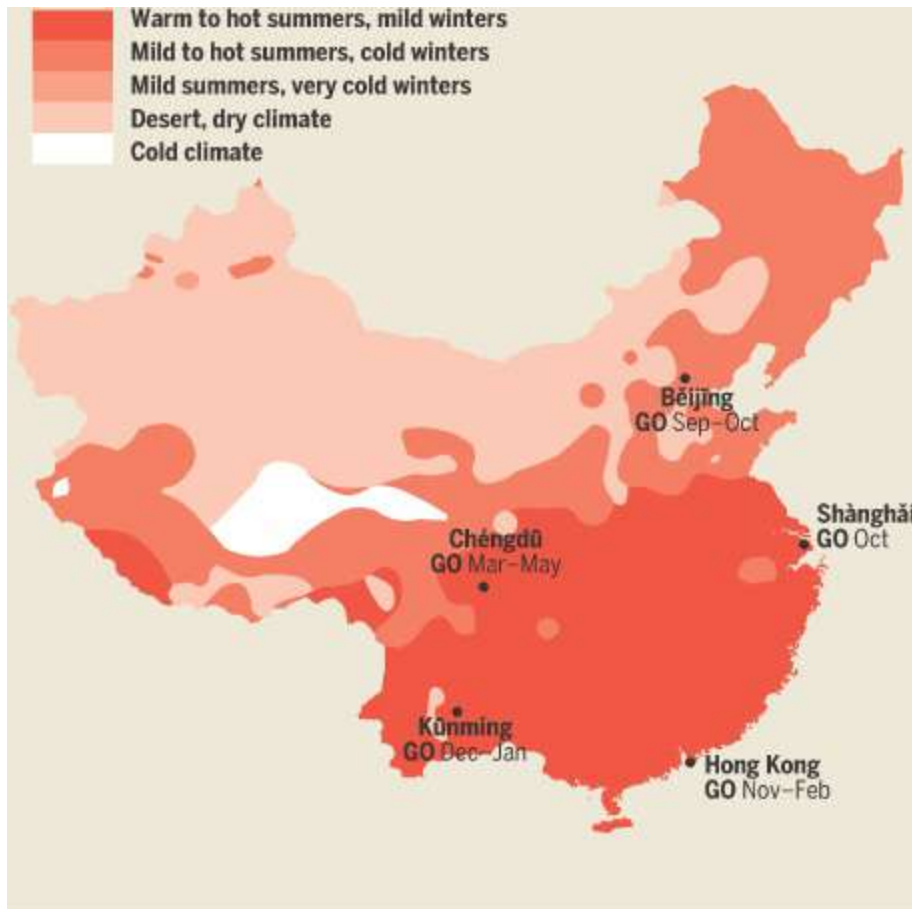 Warm to hot summers, mild winters
Mild to hot summers, cold winters
Mild summers, very cold winters
Desert, dry climate
Cold climate
Běijīng
GO Sep–Oct
Shànghǎi
GO Oct
Chéngdū
GO Mar–May
Kūnmíng
GO Dec–Jan
Hong Kong
GO Nov–Feb